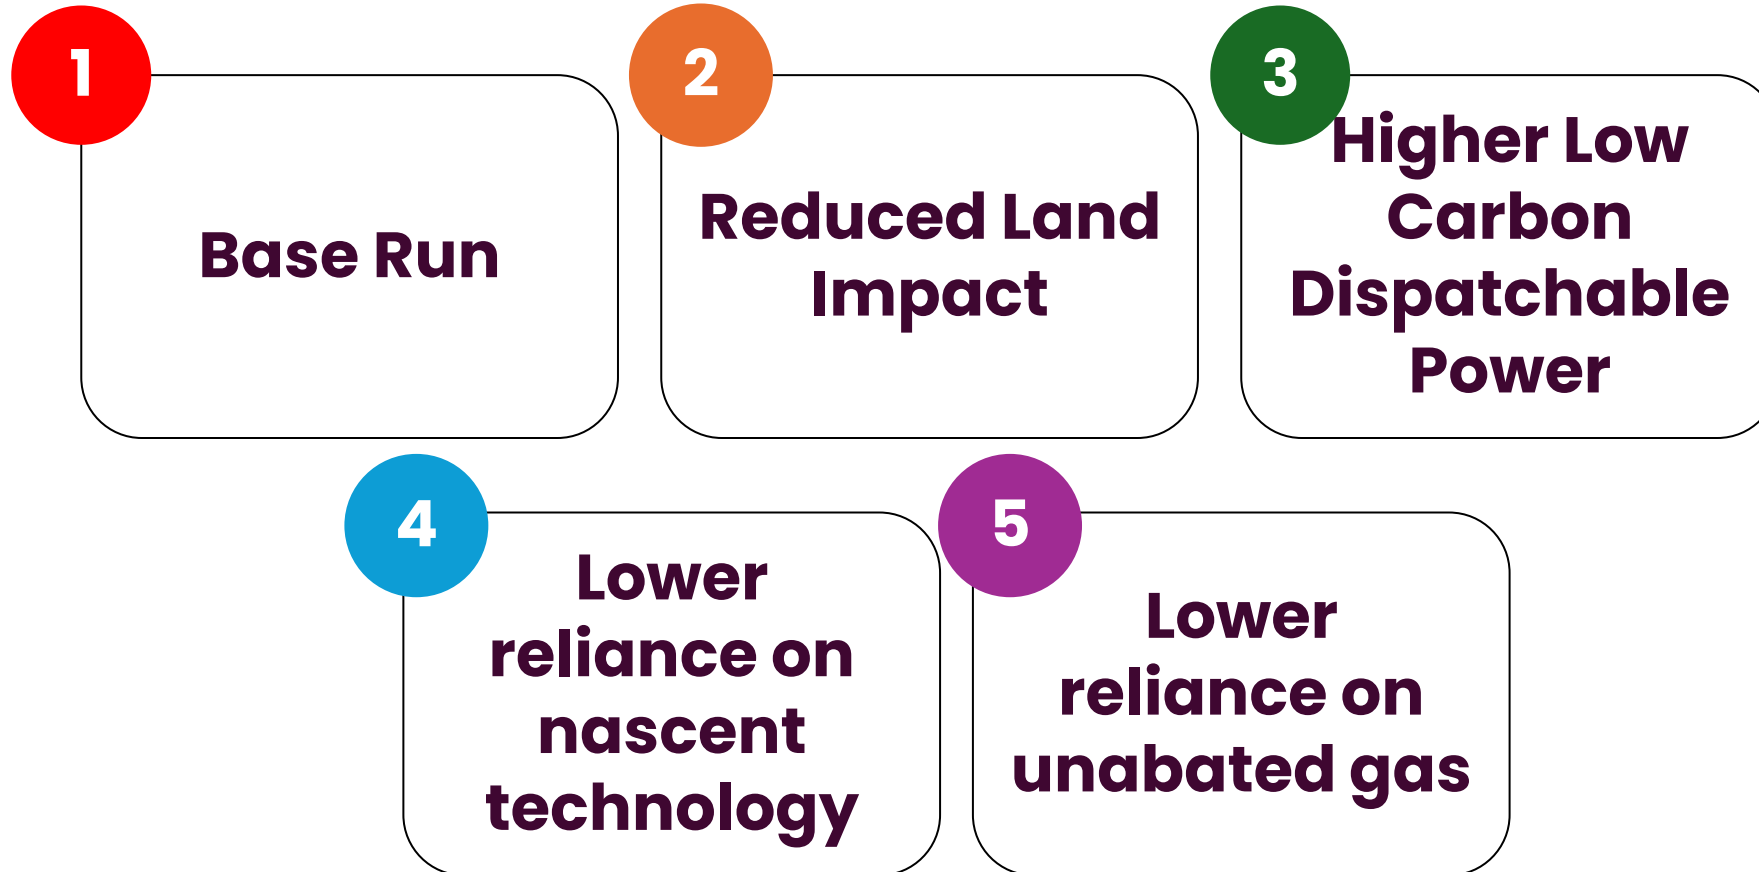 1
Base Run
2
Reduced Land
Impact
3
Higher Low
Carbon
Dispatchable
Power
4
Lower
reliance on
nascent
technology
5
Lower
reliance on
unabated gas